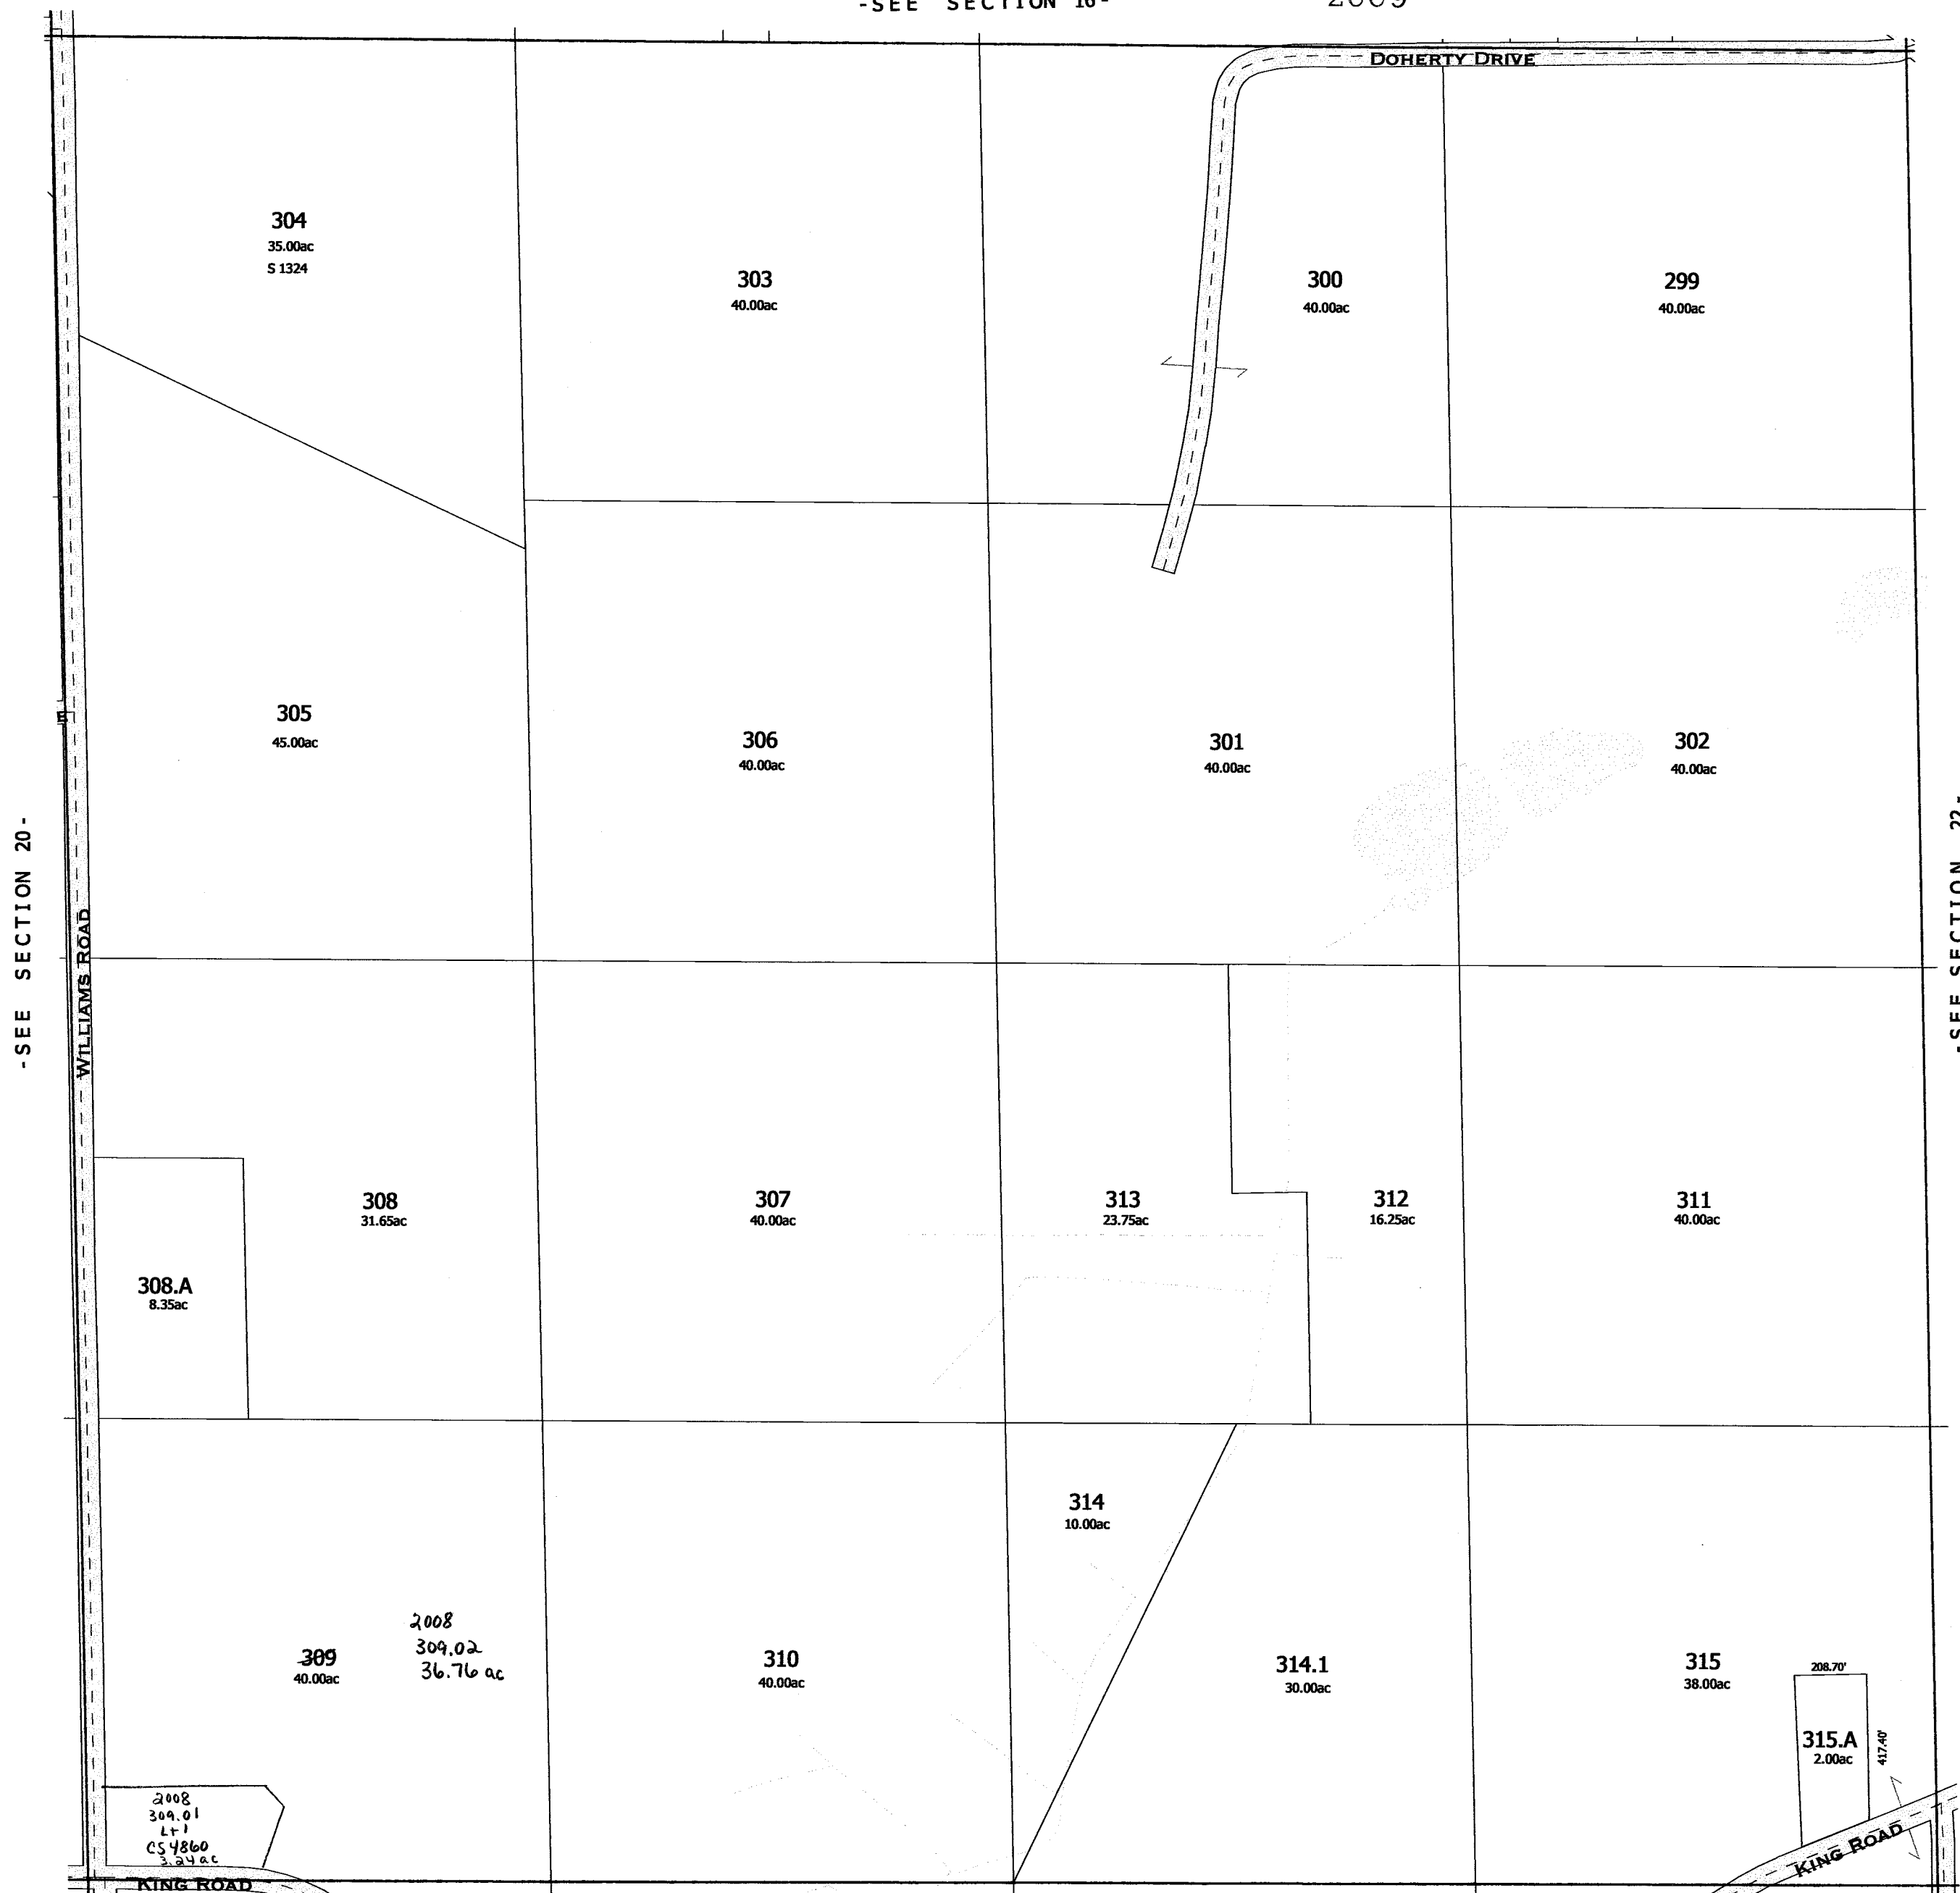 -SEE SECTION 16-
2009
DOHERTY DRIVE
304
35.00ac
S 1324
303
40.00ac
300
40.00ac
299
40.00ac
305
45.00ac
306
40.00ac
301
40.00ac
302
40.00ac
-SEE SECTION 20-
WILLIAMS ROAD
-SEE SECTION 22-
308
31.65ac
307
40.00ac
313
23.75ac
312
16.25ac
311
40.00ac
308.A
8.35ac
314
10.00ac
309
40.00ac
2008
309.02
36.76 ac
310
40.00ac
314.1
30.00ac
315
38.00ac
208.70'
315.A
2.00ac
417.40'
2008
309.01
Lt 1
CS 4860
3.24 ac
KING ROAD
KING ROAD